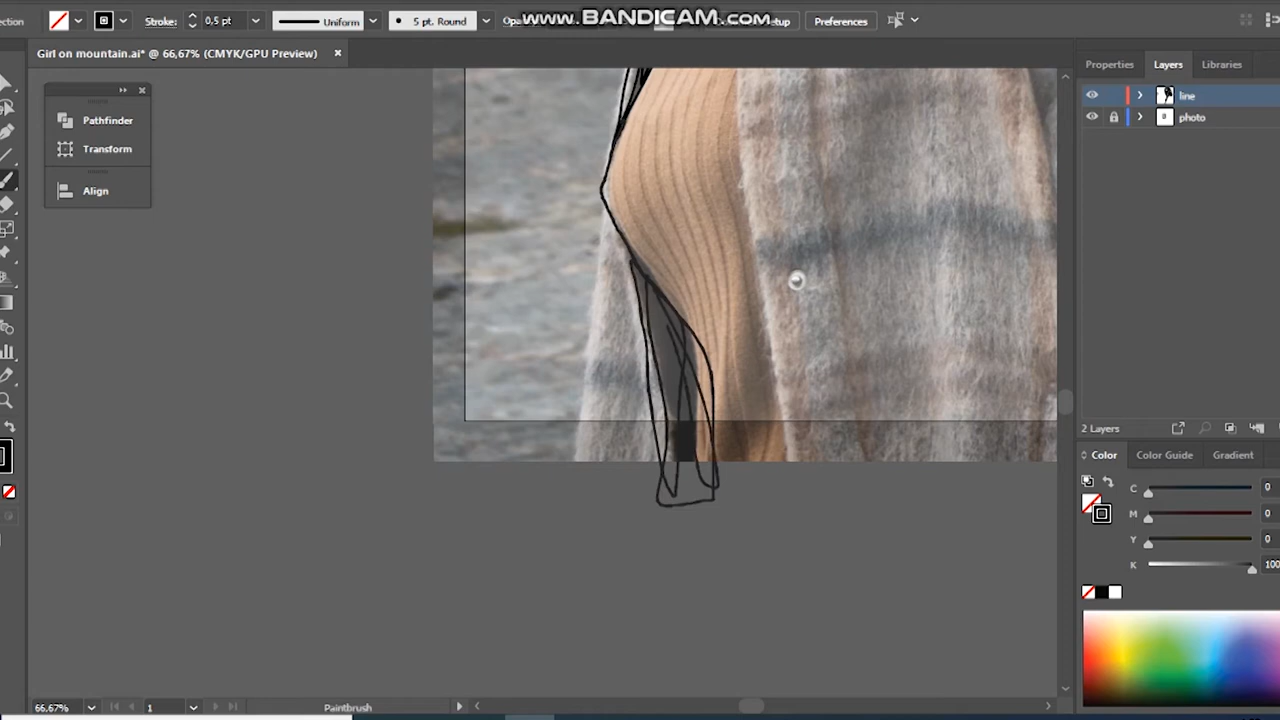 ction
Stroke:
0,5 pt
Uniform
5 pt. Round
www.BANDICAM.com
Preferences
Girl on mountain.ai* @ 66,67% (CMYK/GPU Preview)
Properties
Layers
Libraries
line
photo
Pathfinder
Transform
Align
2 Layers
Color
Color Guide
Gradient
C
0
M
0
Y
0
K
100
66,67%
1
Paintbrush